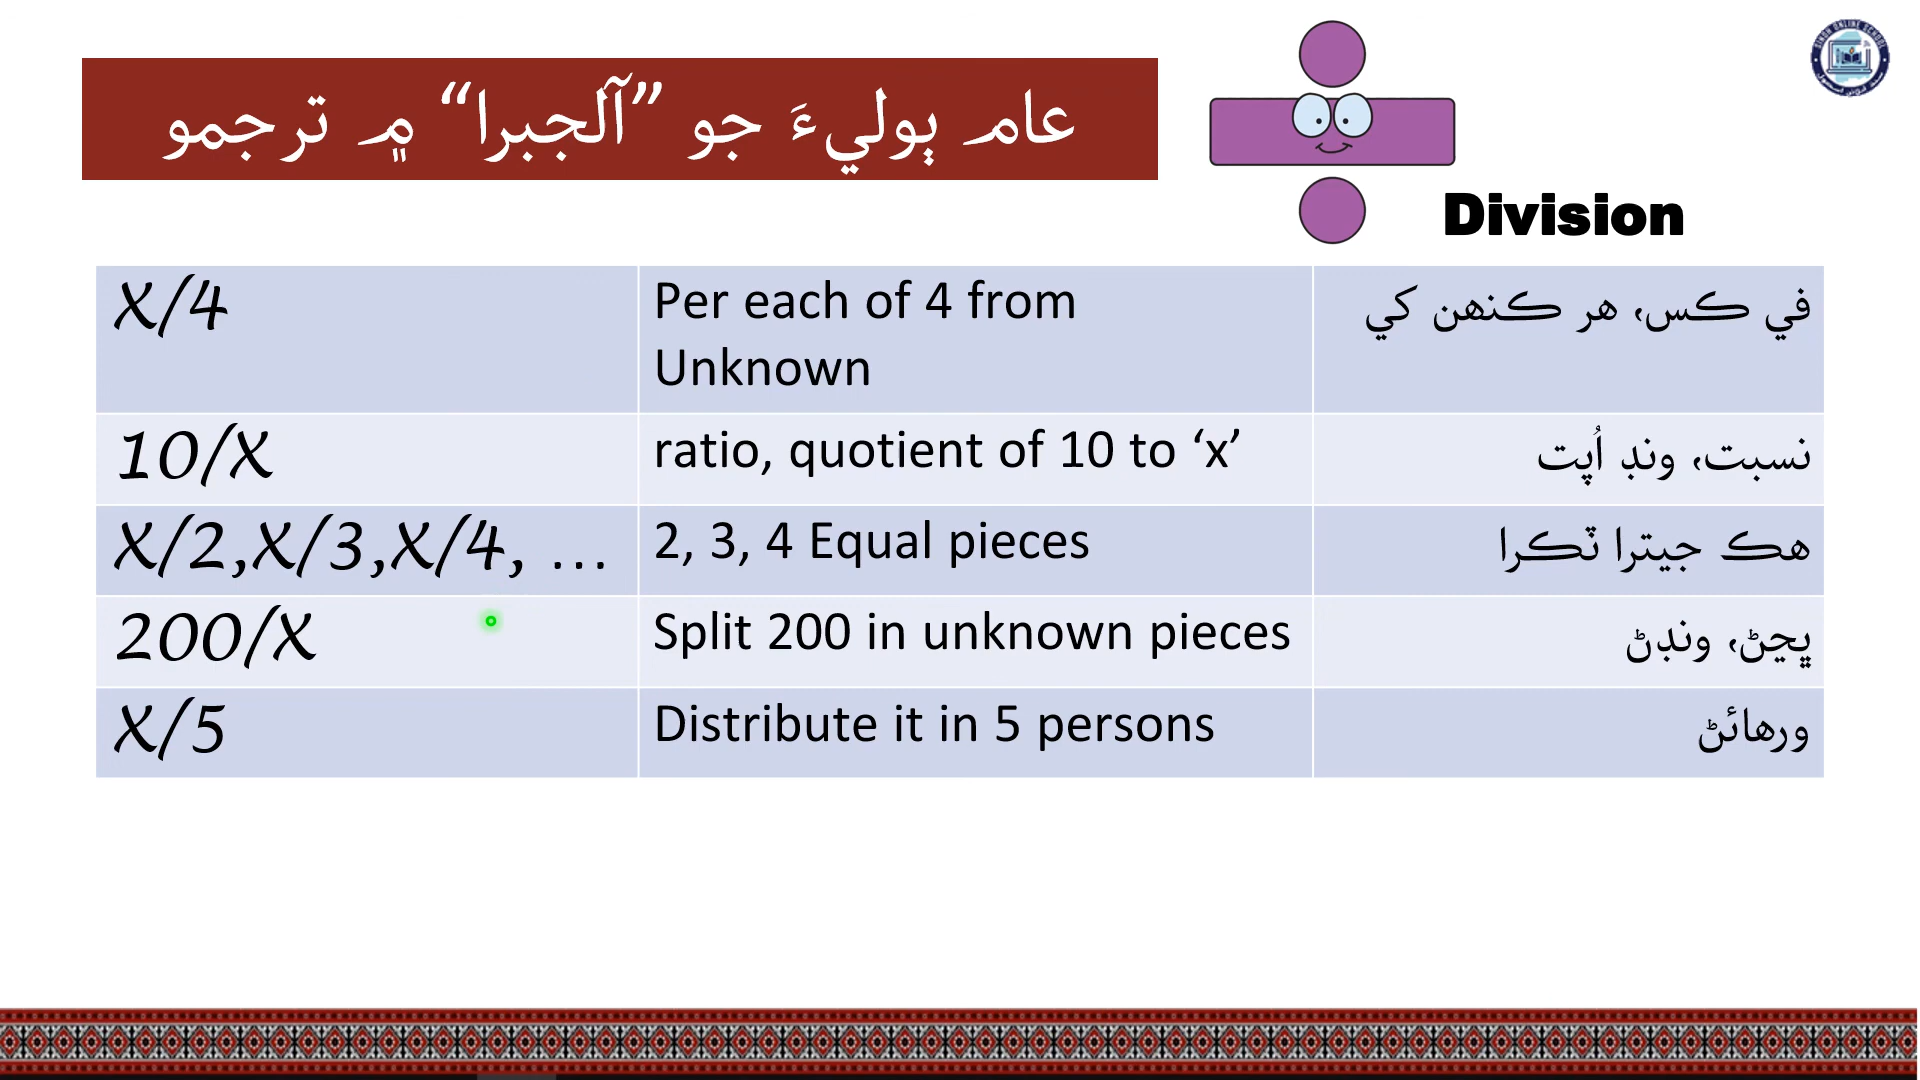 عام ٻوليءَ جو ”آلجبرا“ ۾ ترجمو
Division
X/4
Per each of 4 from
Unknown
في ڪس، هر ڪنهن کي
10/X
ratio, quotient of 10 to ‘x’
نسبت، ونڊ اُپت
X/2,X/3,X/4, ...
2, 3, 4 Equal pieces
هڪ جيترا ٽڪرا
200/X
Split 200 in unknown pieces
ڀڃڻ، ونڊڻ
X/5
Distribute it in 5 persons
ورهائڻ